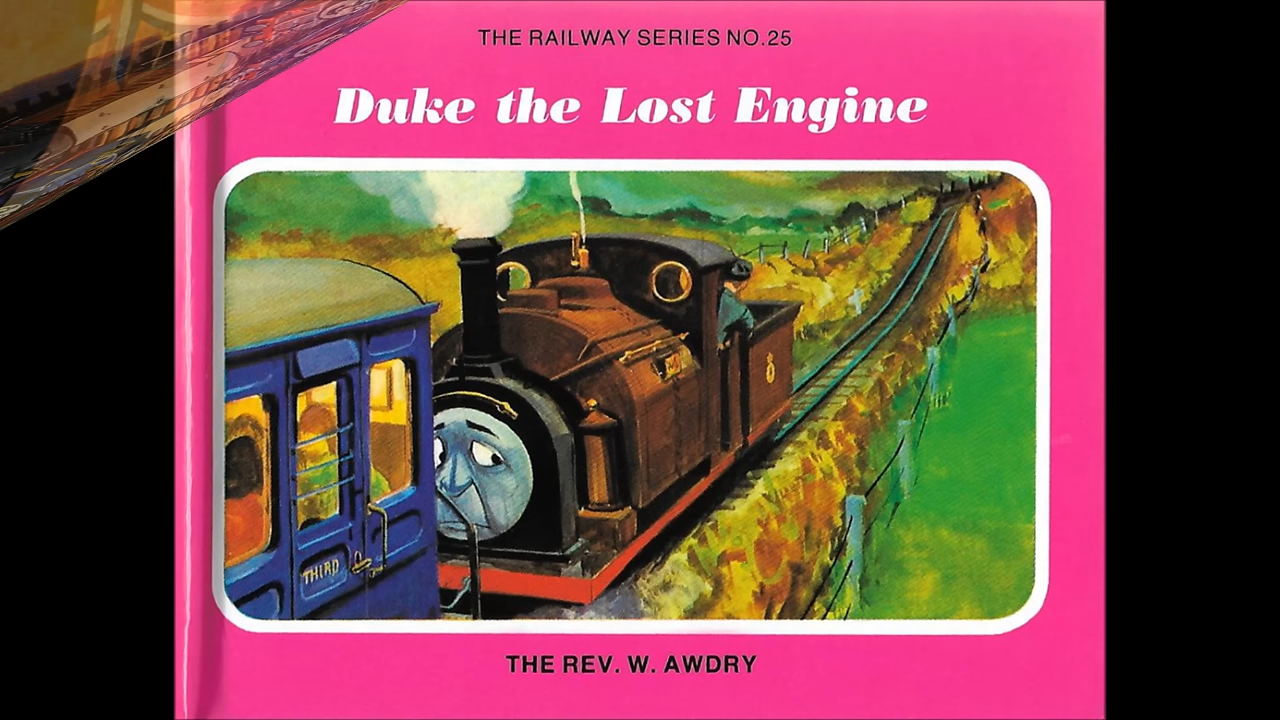 THE RAILWAY SERIES NO.25
Duke the Lost Engine
THIRD
THE REV. W. AWDRY